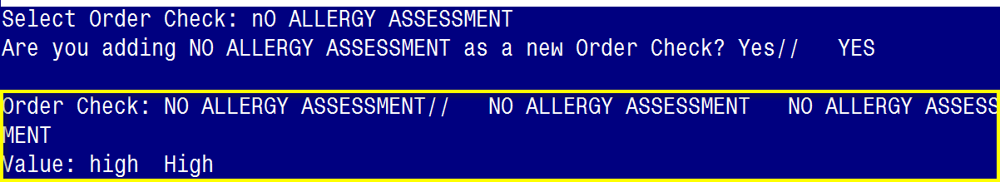 Select Order Check: nO ALLERGY ASSESSMENT
Are you adding NO ALLERGY ASSESSMENT as a new Order Check? Yes//   YES
Order Check: NO ALLERGY ASSESSMENT//   NO ALLERGY ASSESSMENT   NO ALLERGY ASSESS
MENT
Value: high  High